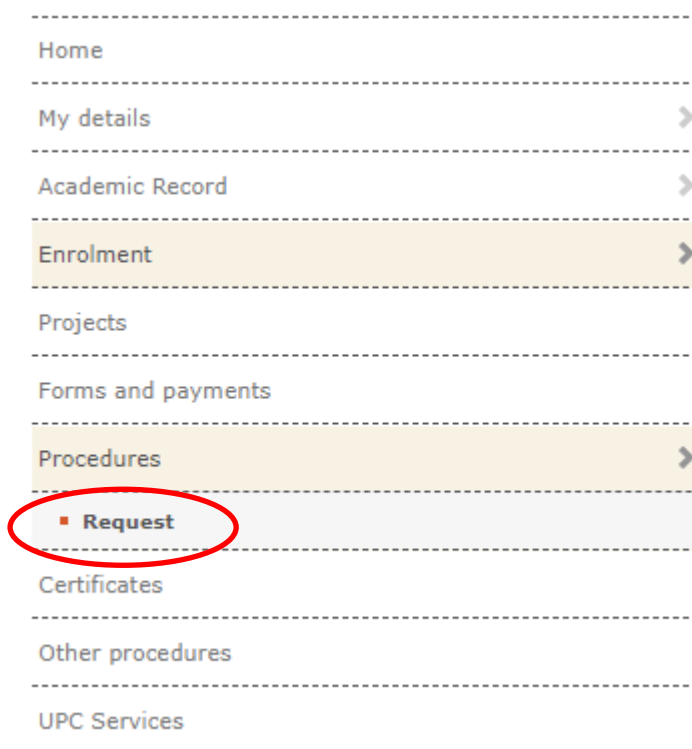 Home
My details
Academic Record
Enrolment
Projects
Forms and payments
Procedures
Request
Certificates
Other procedures
UPC Services